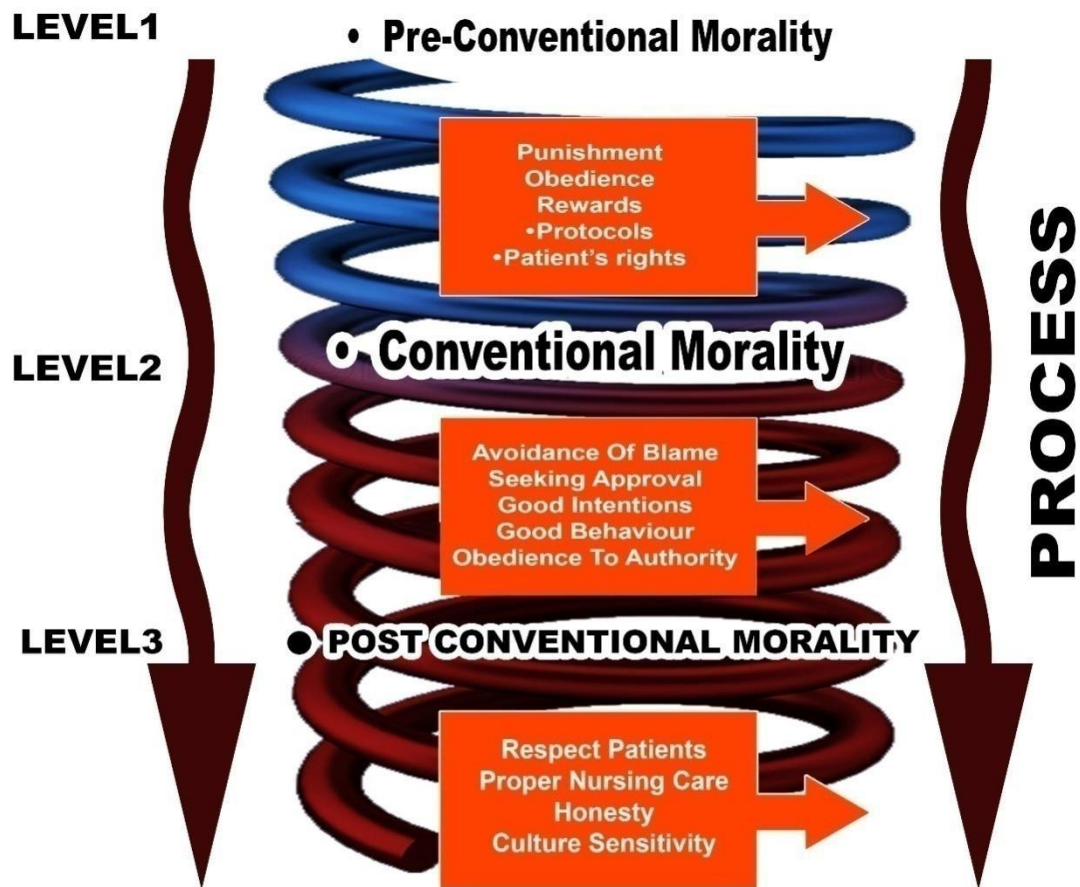 LEVEL1
• Pre-Conventional Morality
Punishment
Obedience
Rewards
•Protocols
•Patient's rights
LEVEL2
• Conventional Morality
Avoidance Of Blame
Seeking Approval
Good Intentions
Good Behaviour
Obedience To Authority
LEVEL3
● POST CONVENTIONAL MORALITY
Respect Patients
Proper Nursing Care
Honesty
Culture Sensitivity
PROCESS